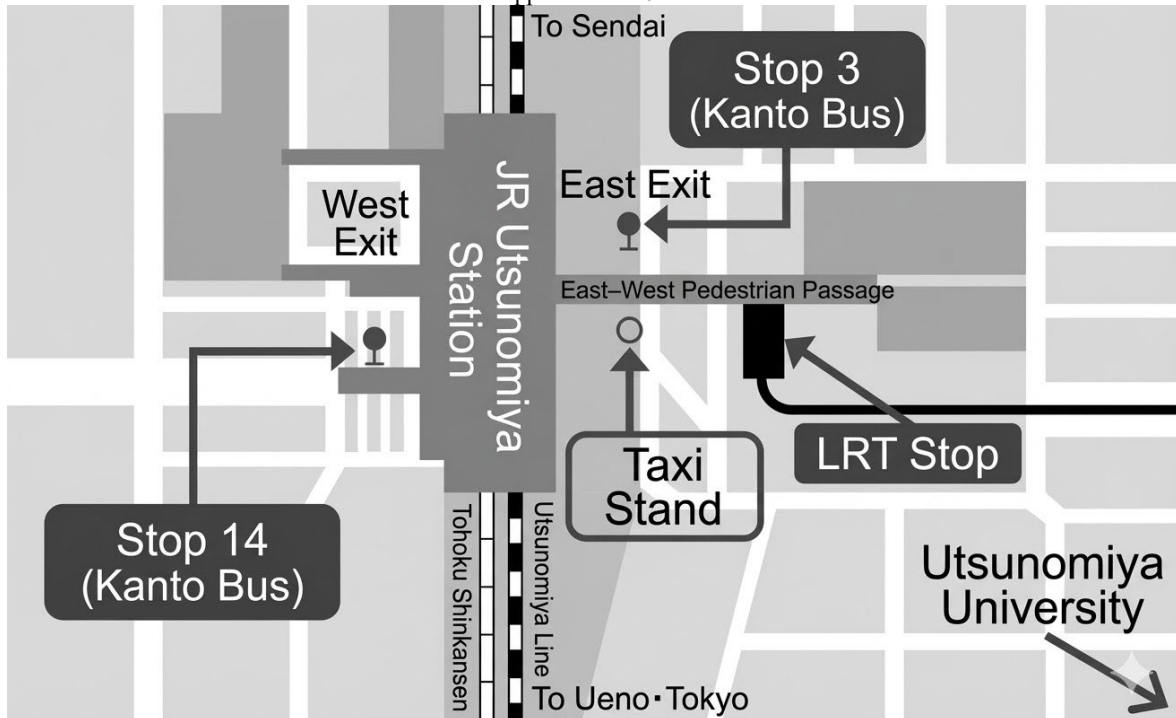 To Sendai
Stop 3
(Kanto Bus)
East Exit
West
Exit
JR Utsunomiya
Station
East–West Pedestrian Passage
Taxi
Stand
LRT Stop
Stop 14
(Kanto Bus)
Tohoku Shinkansen
Utsunomiya Line
Utsunomiya
University
To Ueno・Tokyo